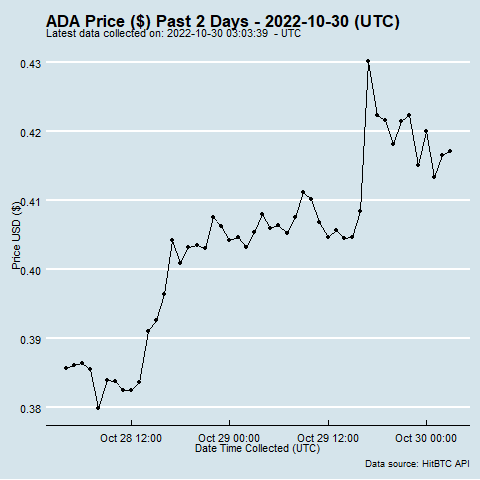 ADA Price ($) Past 2 Days - 2022-10-30 (UTC)
Latest data collected on: 2022-10-30 03:03:39 - UTC
0.43
0.42
0.41
0.40
0.39
0.38
Price USD ($)
Oct 28 12:00
Oct 29 00:00
Oct 29 12:00
Oct 30 00:00
Date Time Collected (UTC)
Data source: HitBTC API